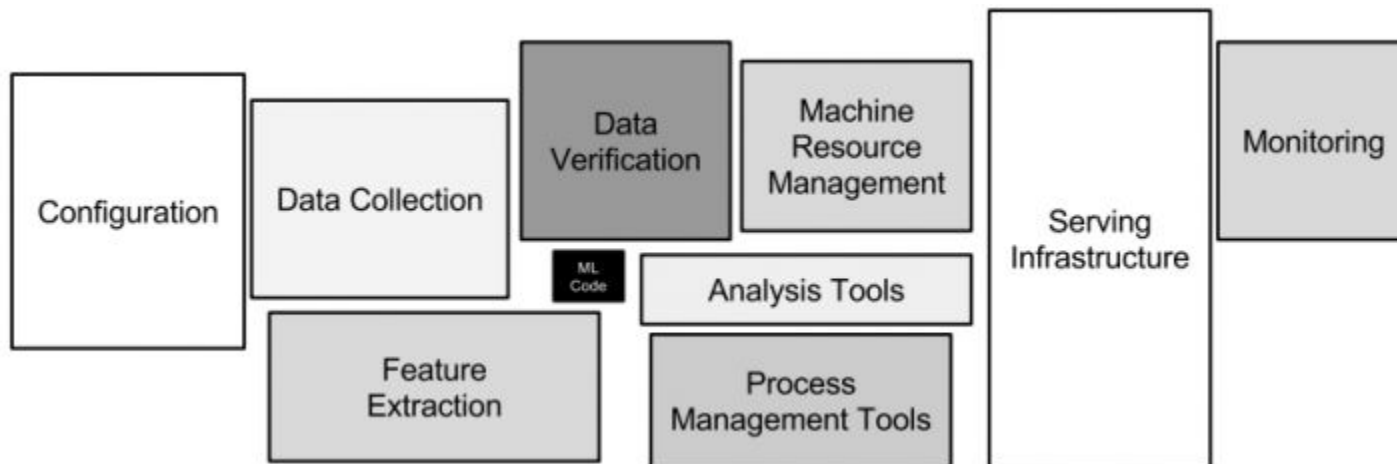 Configuration
Data Collection
Data
Verification
Machine
Resource
Management
Serving
Infrastructure
Monitoring
ML
Code
Analysis Tools
Feature
Extraction
Process
Management Tools